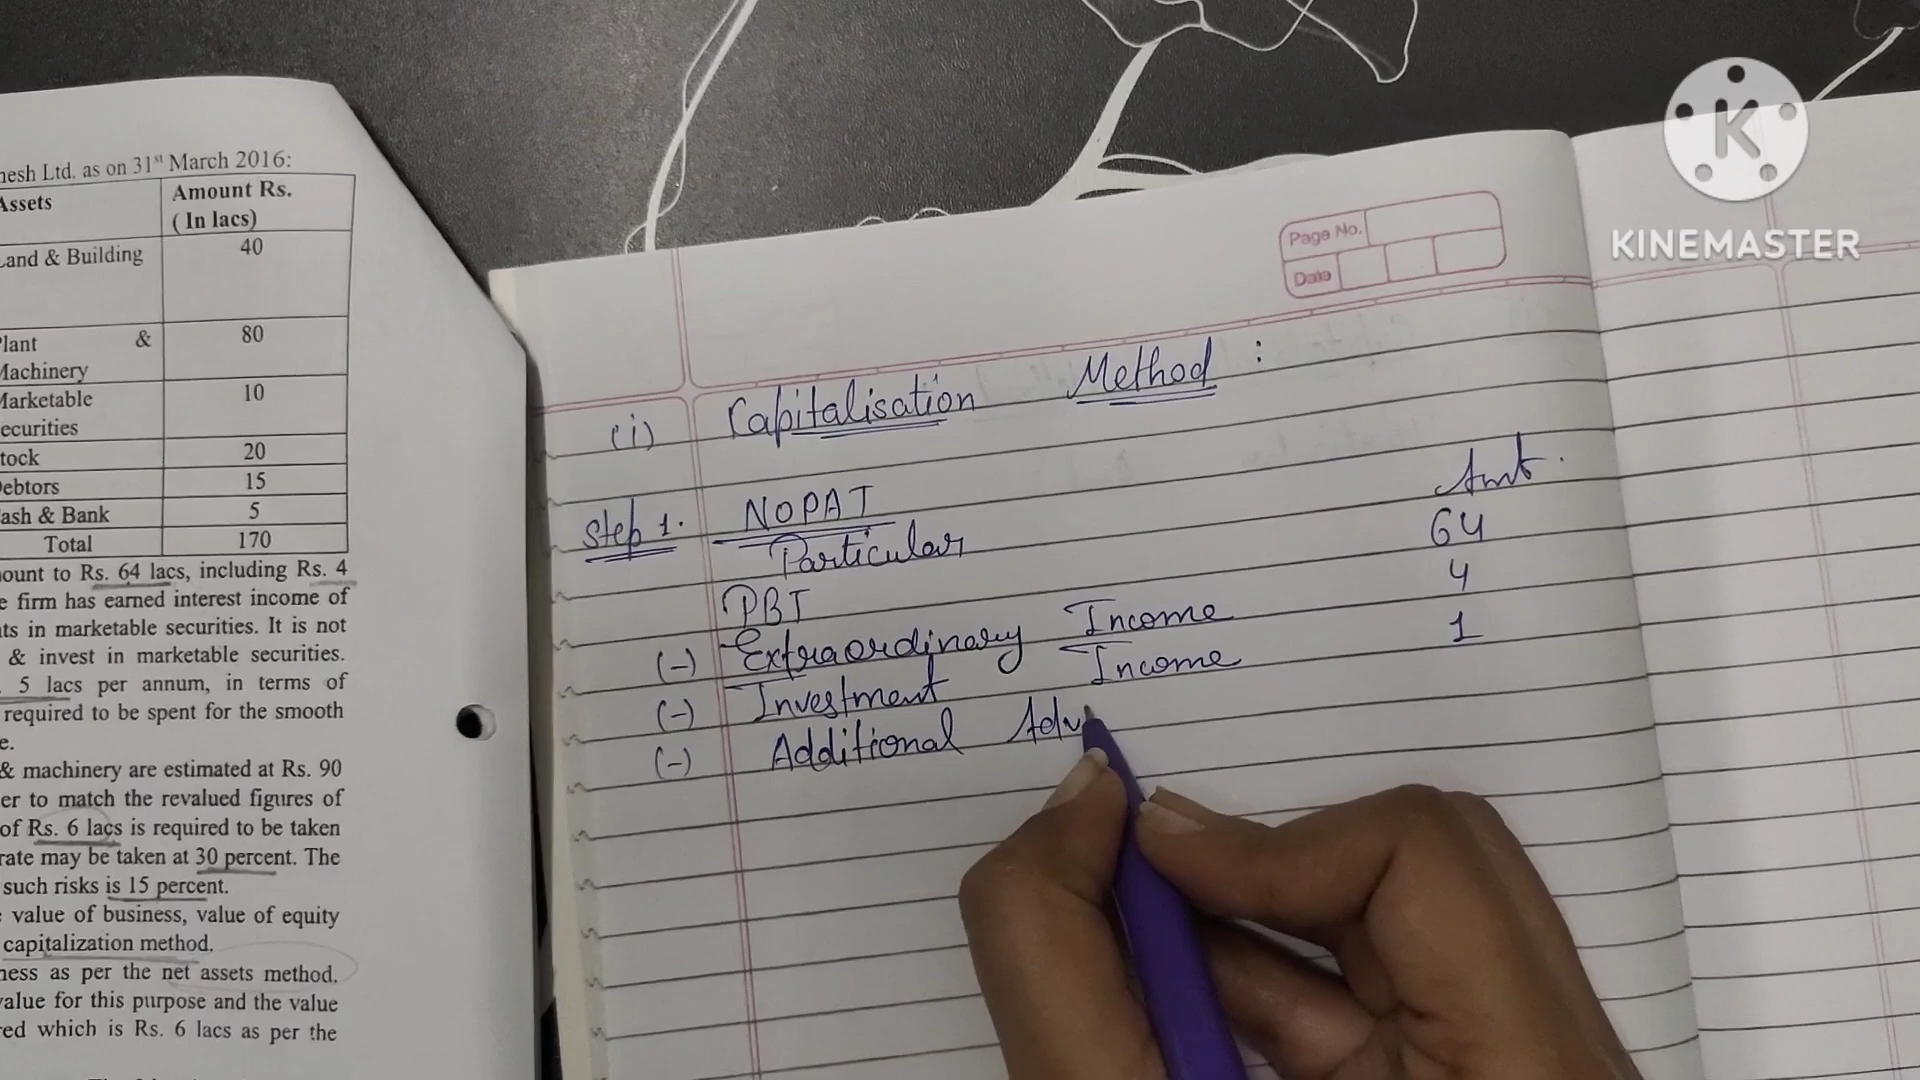 nesh Ltd. as on 31st March 2016:
Assets Amount Rs. ( In lacs)
Land & Building 40
Plant & Machinery 80
Marketable Securities 10
Stock 20
Debtors 15
Cash & Bank 5
Total 170
ount to Rs. 64 lacs, including Rs. 4
e firm has earned interest income of
ts in marketable securities. It is not
& invest in marketable securities.
. 5 lacs per annum, in terms of
required to be spent for the smooth
e.
& machinery are estimated at Rs. 90
er to match the revalued figures of
of Rs. 6 lacs is required to be taken
rate may be taken at 30 percent. The
such risks is 15 percent.
value of business, value of equity
capitalization method.
ness as per the net assets method.
value for this purpose and the value
red which is Rs. 6 lacs as per the
KINEMASTER
Page No.
Date
(i) Capitalisation Method :
Step 1. NOPAT
Particular Amt.
PBT 64
(-) Extraordinary Income 4
(-) Investment Income 1
(-) Additional Adv